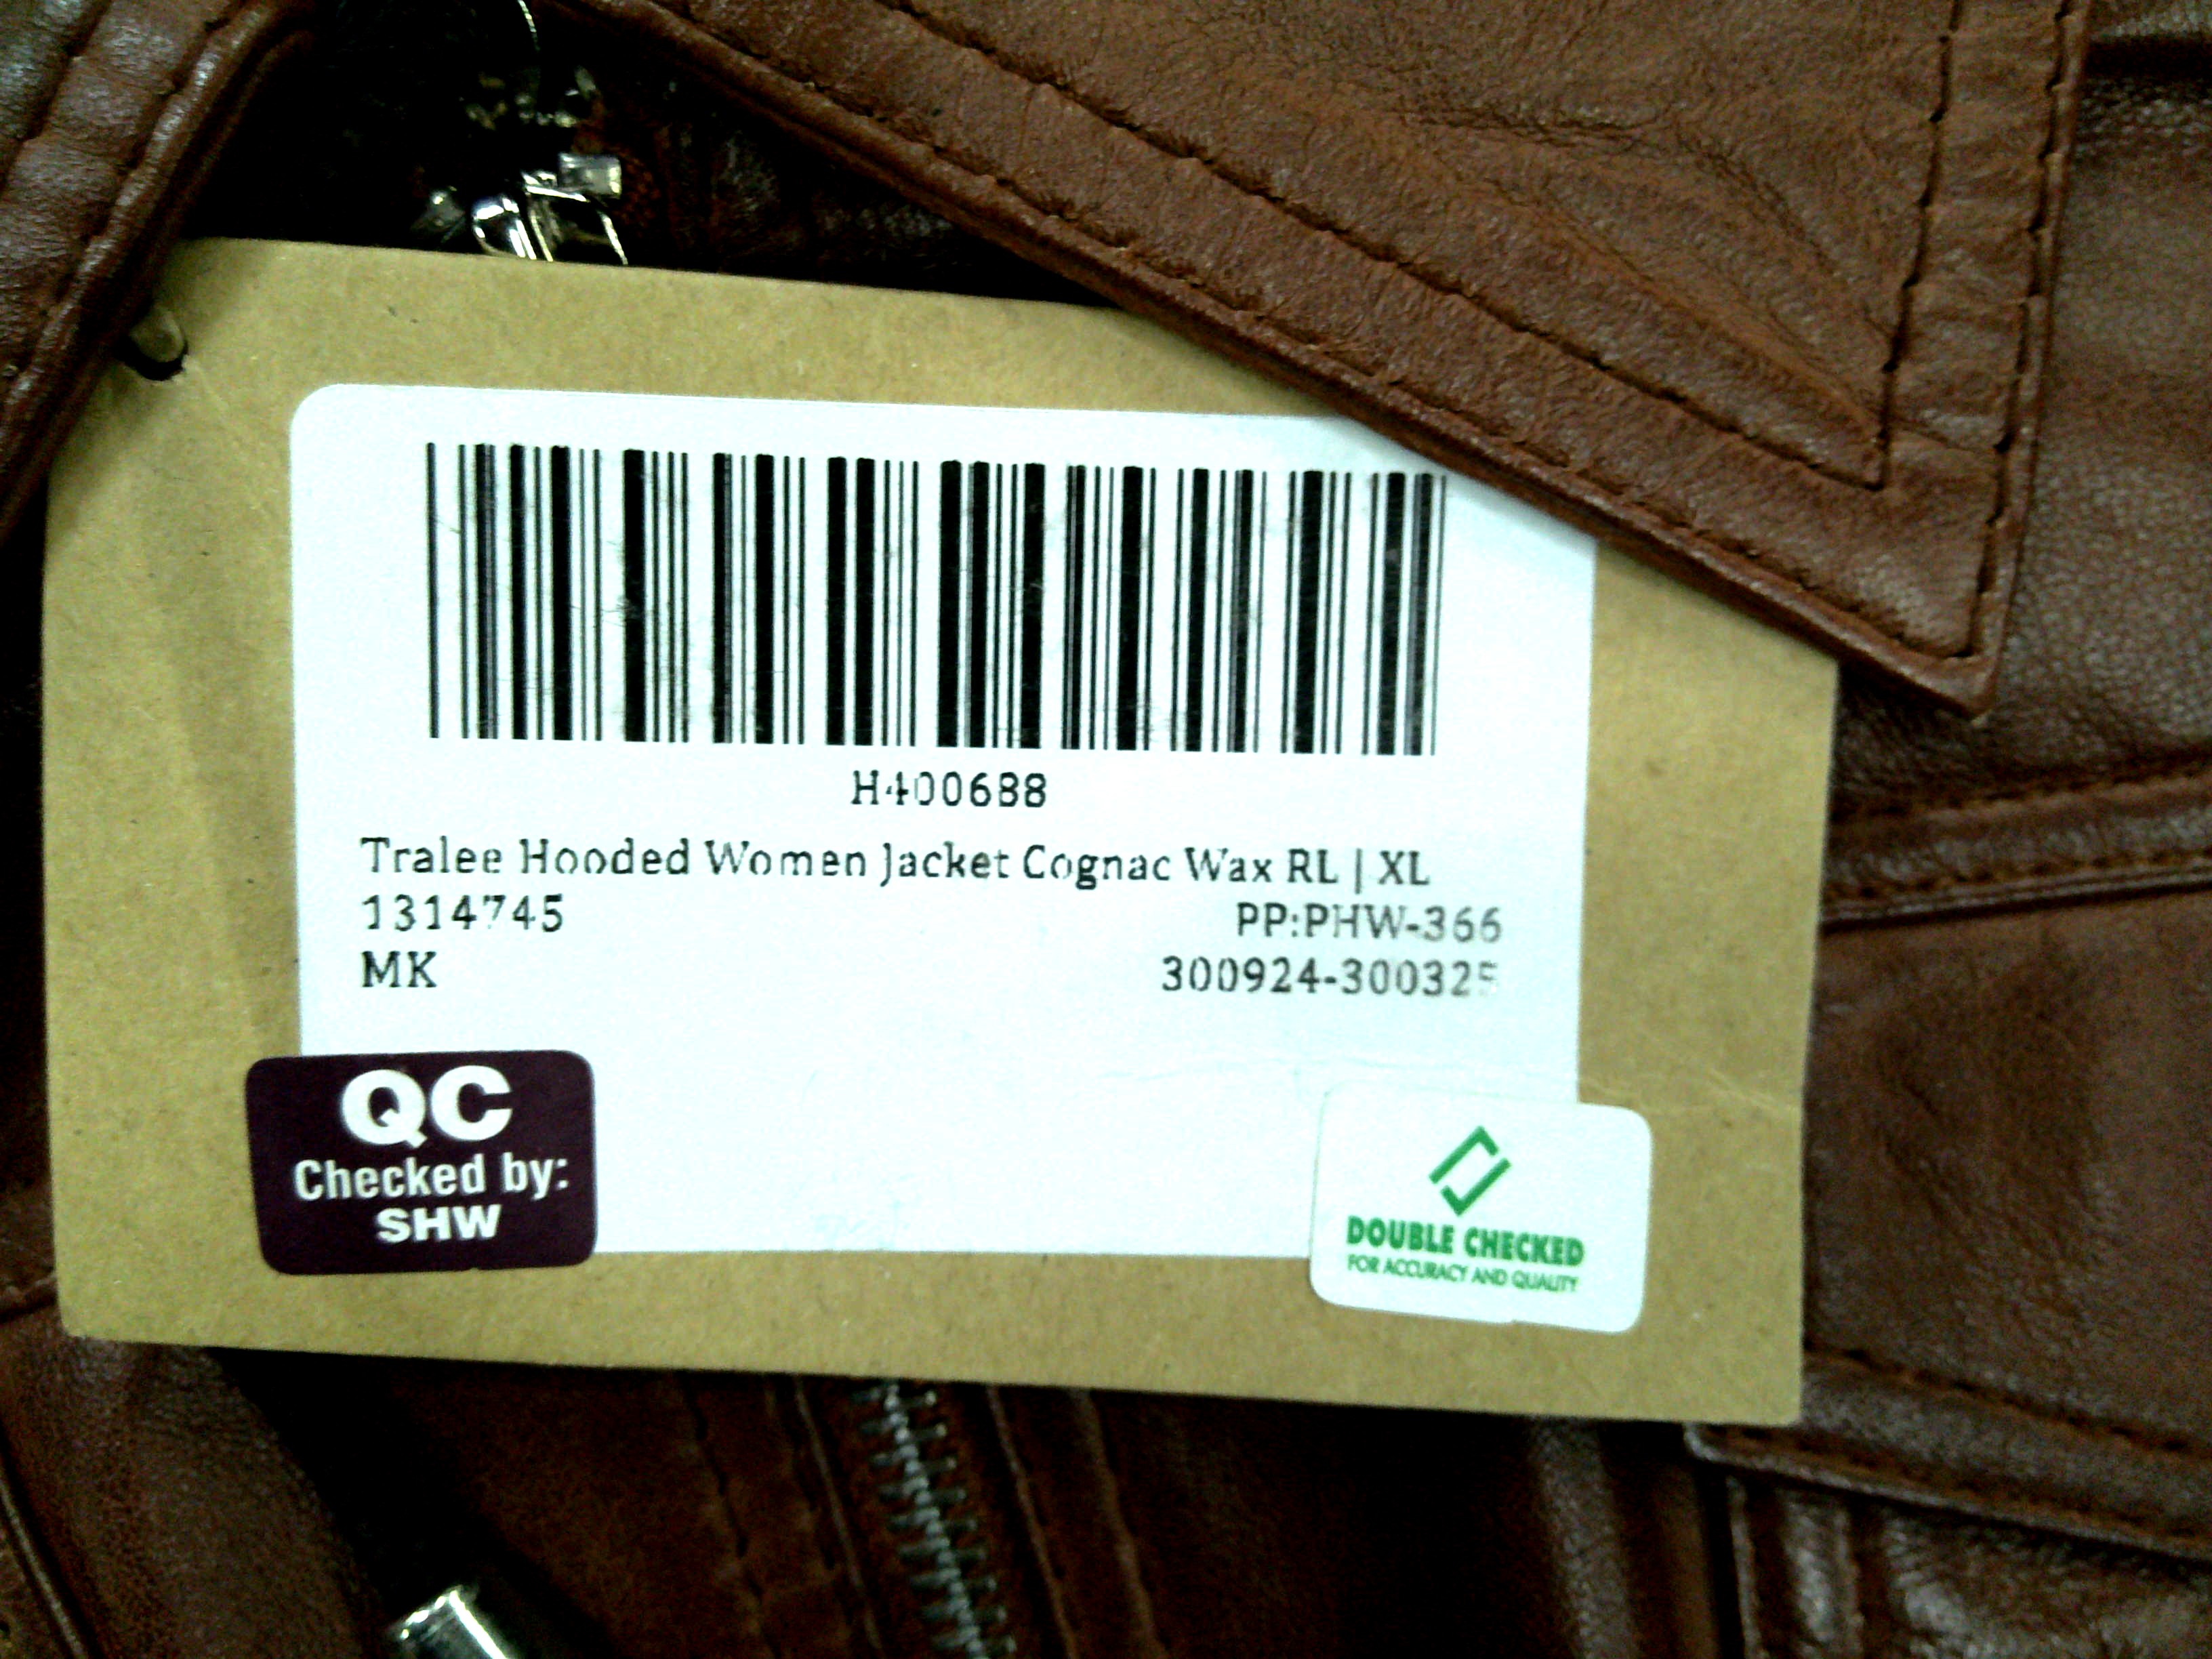 H400688
Tralee Hooded Women Jacket Cognac Wax RL | XL
1314745
PP:PHW-366
MK
300924-300325
QC
Checked by:
SHW
DOUBLE CHECKED
FOR ACCURACY AND QUALITY